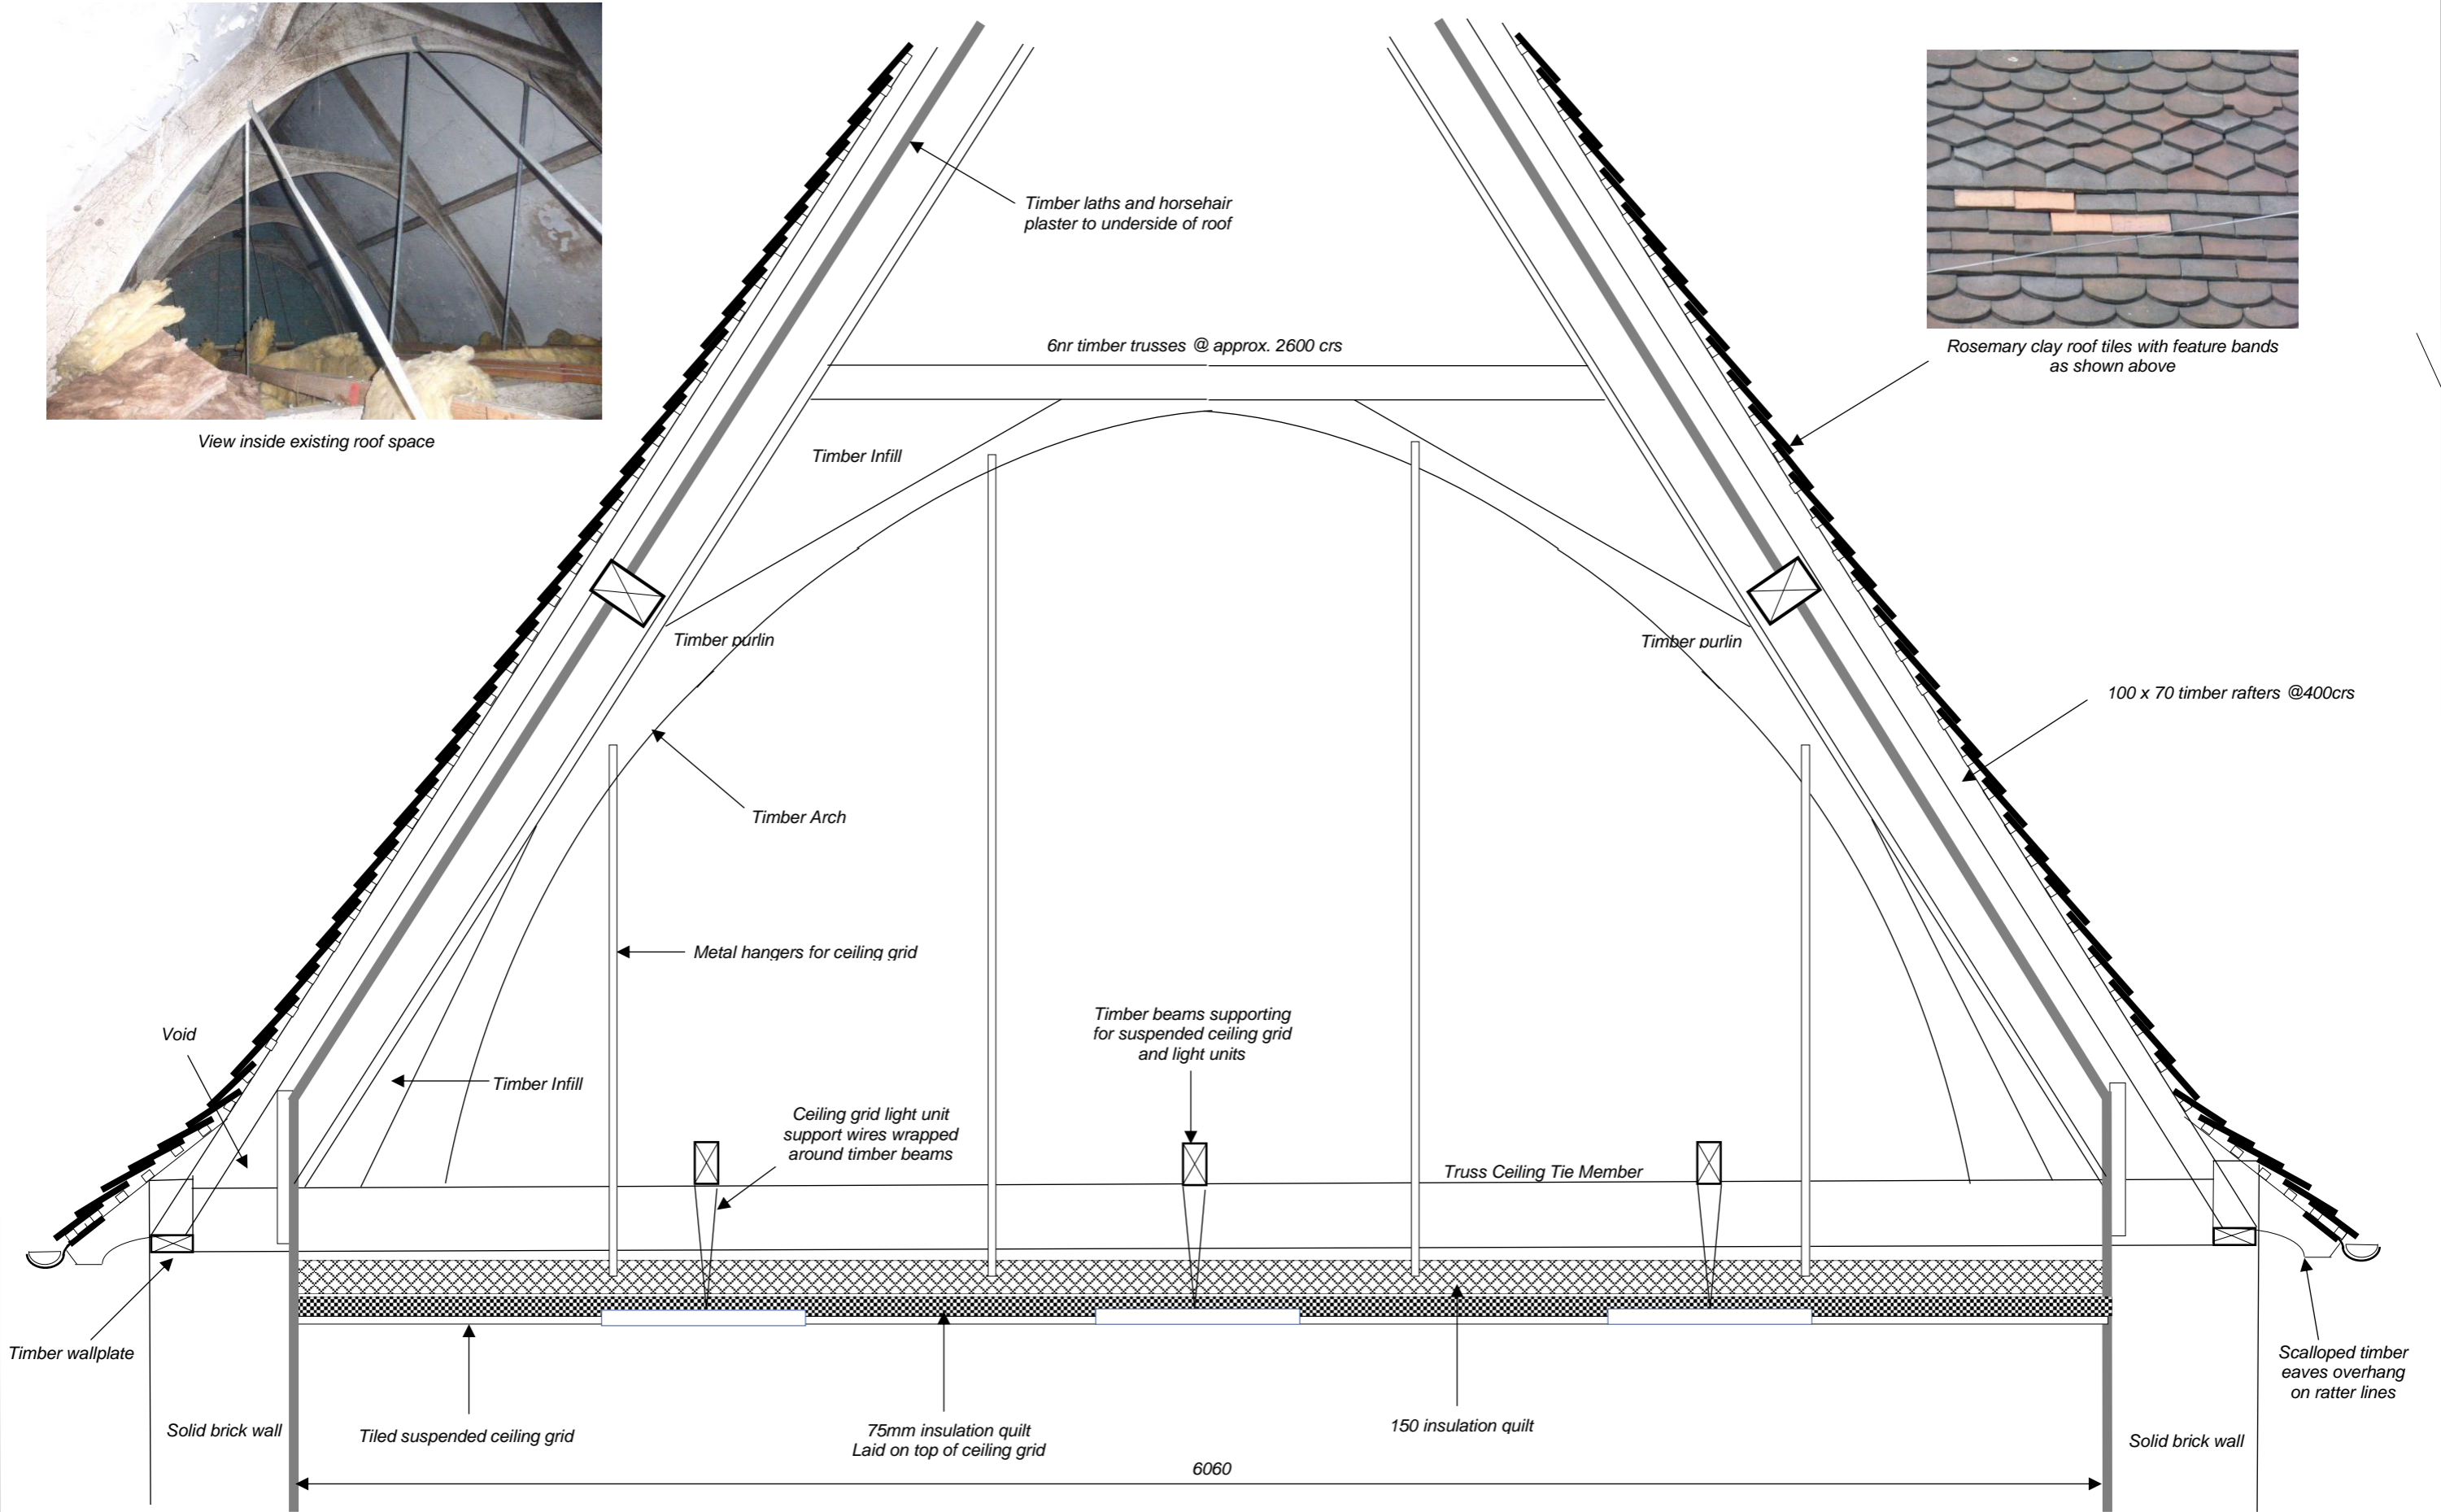 Timber laths and horsehair
plaster to underside of roof
6nr timber trusses @ approx. 2600 crs
Rosemary clay roof tiles with feature bands
as shown above
View inside existing roof space
Timber Infill
Timber purlin
Timber purlin
100 x 70 timber rafters @400crs
Timber Arch
Metal hangers for ceiling grid
Timber beams supporting
for suspended ceiling grid
and light units
Void
Timber Infill
Ceiling grid light unit
support wires wrapped
around timber beams
Truss Ceiling Tie Member
Timber wallplate
Scalloped timber
eaves overhang
on ratter lines
Solid brick wall
Tiled suspended ceiling grid
75mm insulation quilt
Laid on top of ceiling grid
150 insulation quilt
Solid brick wall
6060